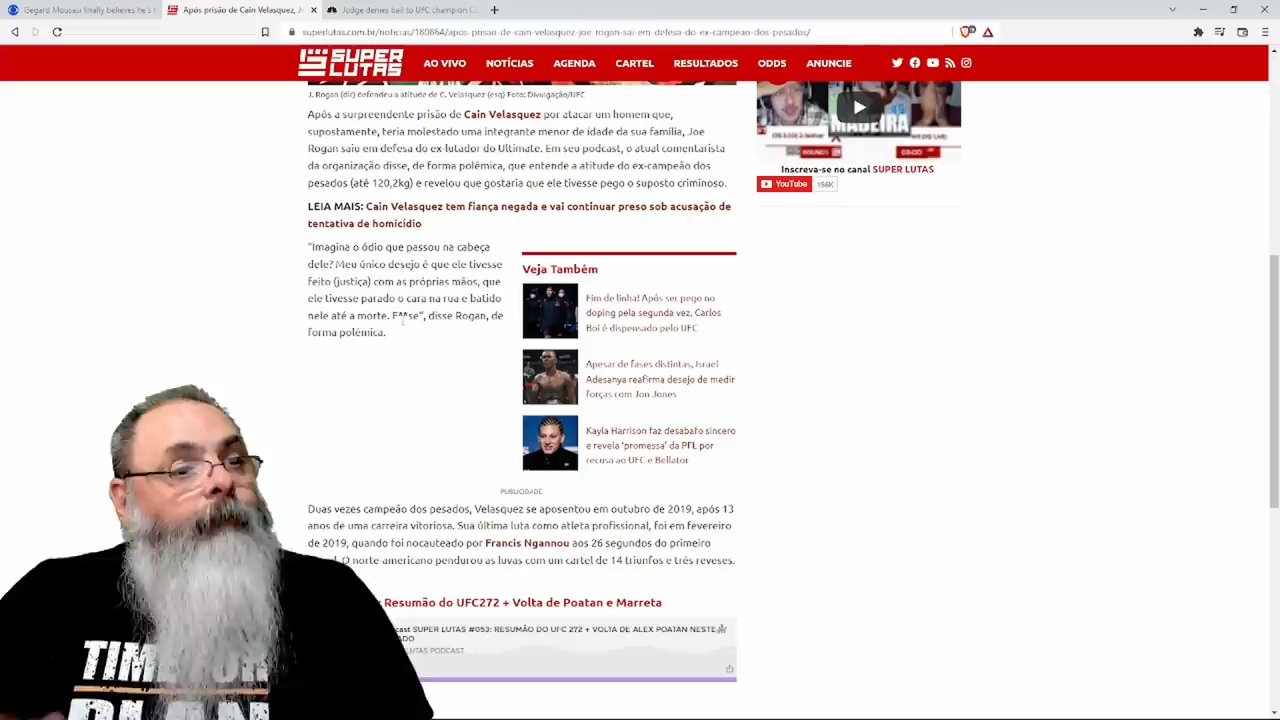 Gegard Mousasi finally believes he's t
Após prisão de Cain Velasquez, J
Judge denies bail to UFC champion C
superlutas.com.br/noticias/180864/apos-prisao-de-cain-velasquez-joe-rogan-sai-em-defesa-do-ex-campeao-dos-pesados/
SUPER LUTAS
AO VIVO NOTÍCIAS AGENDA CARTEL RESULTADOS ODDS ANUNCIE
J. Rogan (dir) defendeu a atitude de C. Velasquez (esq) Foto: Divulgação/UFC
Após a surpreendente prisão de Cain Velasquez por atacar um homem que,
supostamente, teria molestado uma integrante menor de idade da sua família, Joe
Rogan saiu em defesa do ex-lutador do Ultimate. Em seu podcast, o atual comentarista
da organização disse, de forma polêmica, que entende a atitude do ex-campeão dos
pesados (até 120,2kg) e revelou que gostaria que ele tivesse pego o suposto criminoso.
LEIA MAIS: Cain Velasquez tem fiança negada e vai continuar preso sob acusação de
tentativa de homicídio
"Imagina o ódio que passou na cabeça
dele? Meu único desejo é que ele tivesse
feito (justiça) com as próprias mãos, que
ele tivesse parado o cara na rua e batido
nele até a morte. F**se", disse Rogan, de
forma polêmica.
Veja Também
Fim de linha! Após ser pego no
doping pela segunda vez, Carlos
Boi é dispensado pelo UFC
Apesar de fases distintas, Israel
Adesanya reafirma desejo de medir
forças com Jon Jones
Kayla Harrison faz desabafo sincero
e revela 'promessa' da PFL por
recusa ao UFC e Bellator
PUBLICIDADE
Duas vezes campeão dos pesados, Velasquez se aposentou em outubro de 2019, após 13
anos de uma carreira vitoriosa. Sua última luta como atleta profissional, foi em fevereiro
de 2019, quando foi nocauteado por Francis Ngannou aos 26 segundos do primeiro
O norte-americano pendurou as luvas com um cartel de 14 triunfos e três reveses.
Resumão do UFC272 + Volta de Poatan e Marreta
cast SUPER LUTAS #053: RESUMÃO DO UFC 272 + VOLTA DE ALEX POATAN NESTE
ADO
LUTAS PODCAST
MADEIRA
Inscreva-se no canal SUPER LUTAS
YouTube 156K